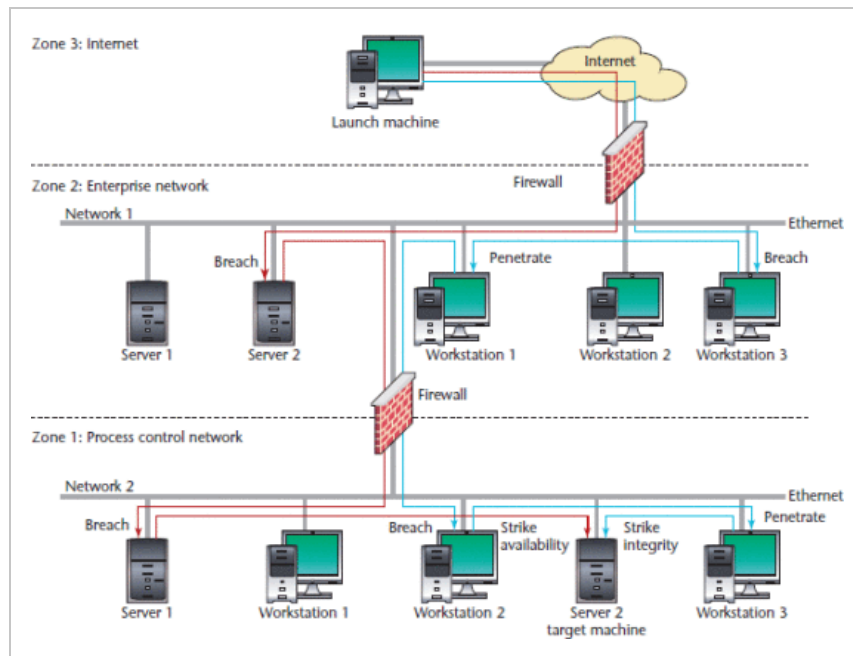 Zone 3: Internet
Internet
Launch machine
Zone 2: Enterprise network
Firewall
Network 1
Ethernet
Breach
Penetrate
Breach
Server 1
Server 2
Workstation 1
Workstation 2
Workstation 3
Firewall
Zone 1: Process control network
Network 2
Ethernet
Breach
Breach
Strike
availability
Strike
integrity
Penetrate
Server 1
Workstation 1
Workstation 2
Server 2
target machine
Workstation 3